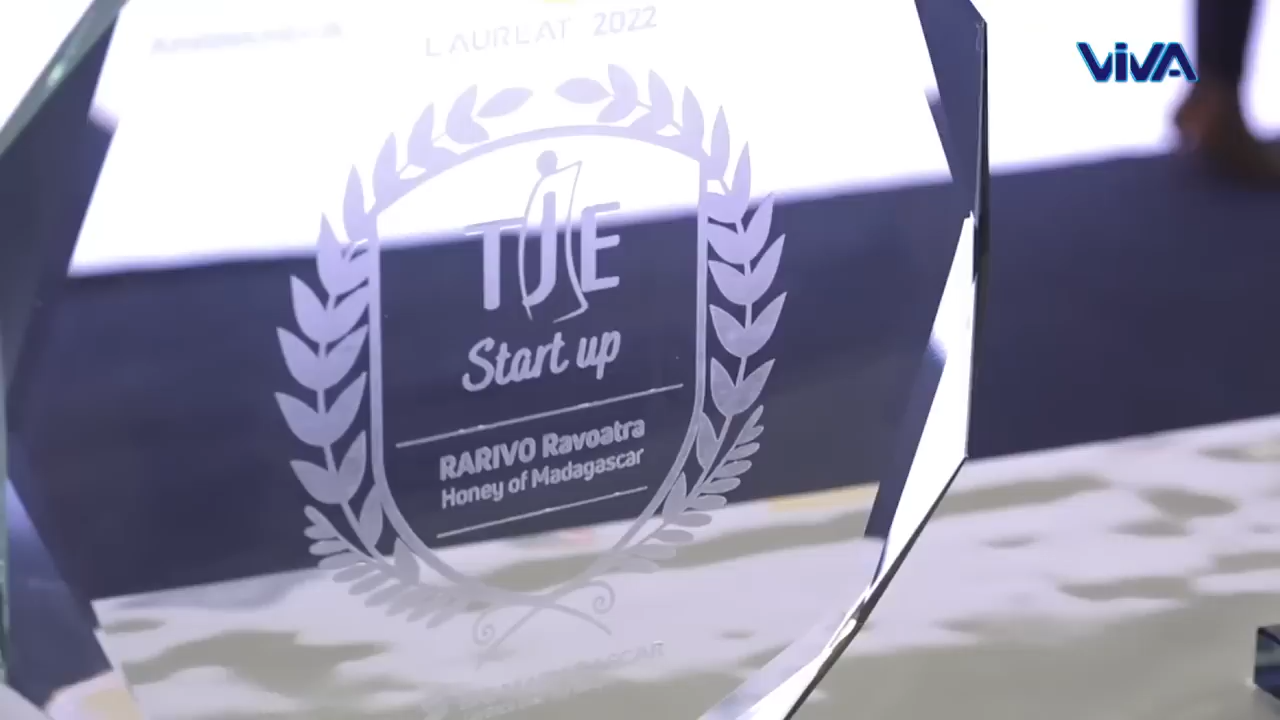 LAURÉAT 2022
VIVA
TJE
Start up
RARIVO Ravoatra
Honey of Madagascar